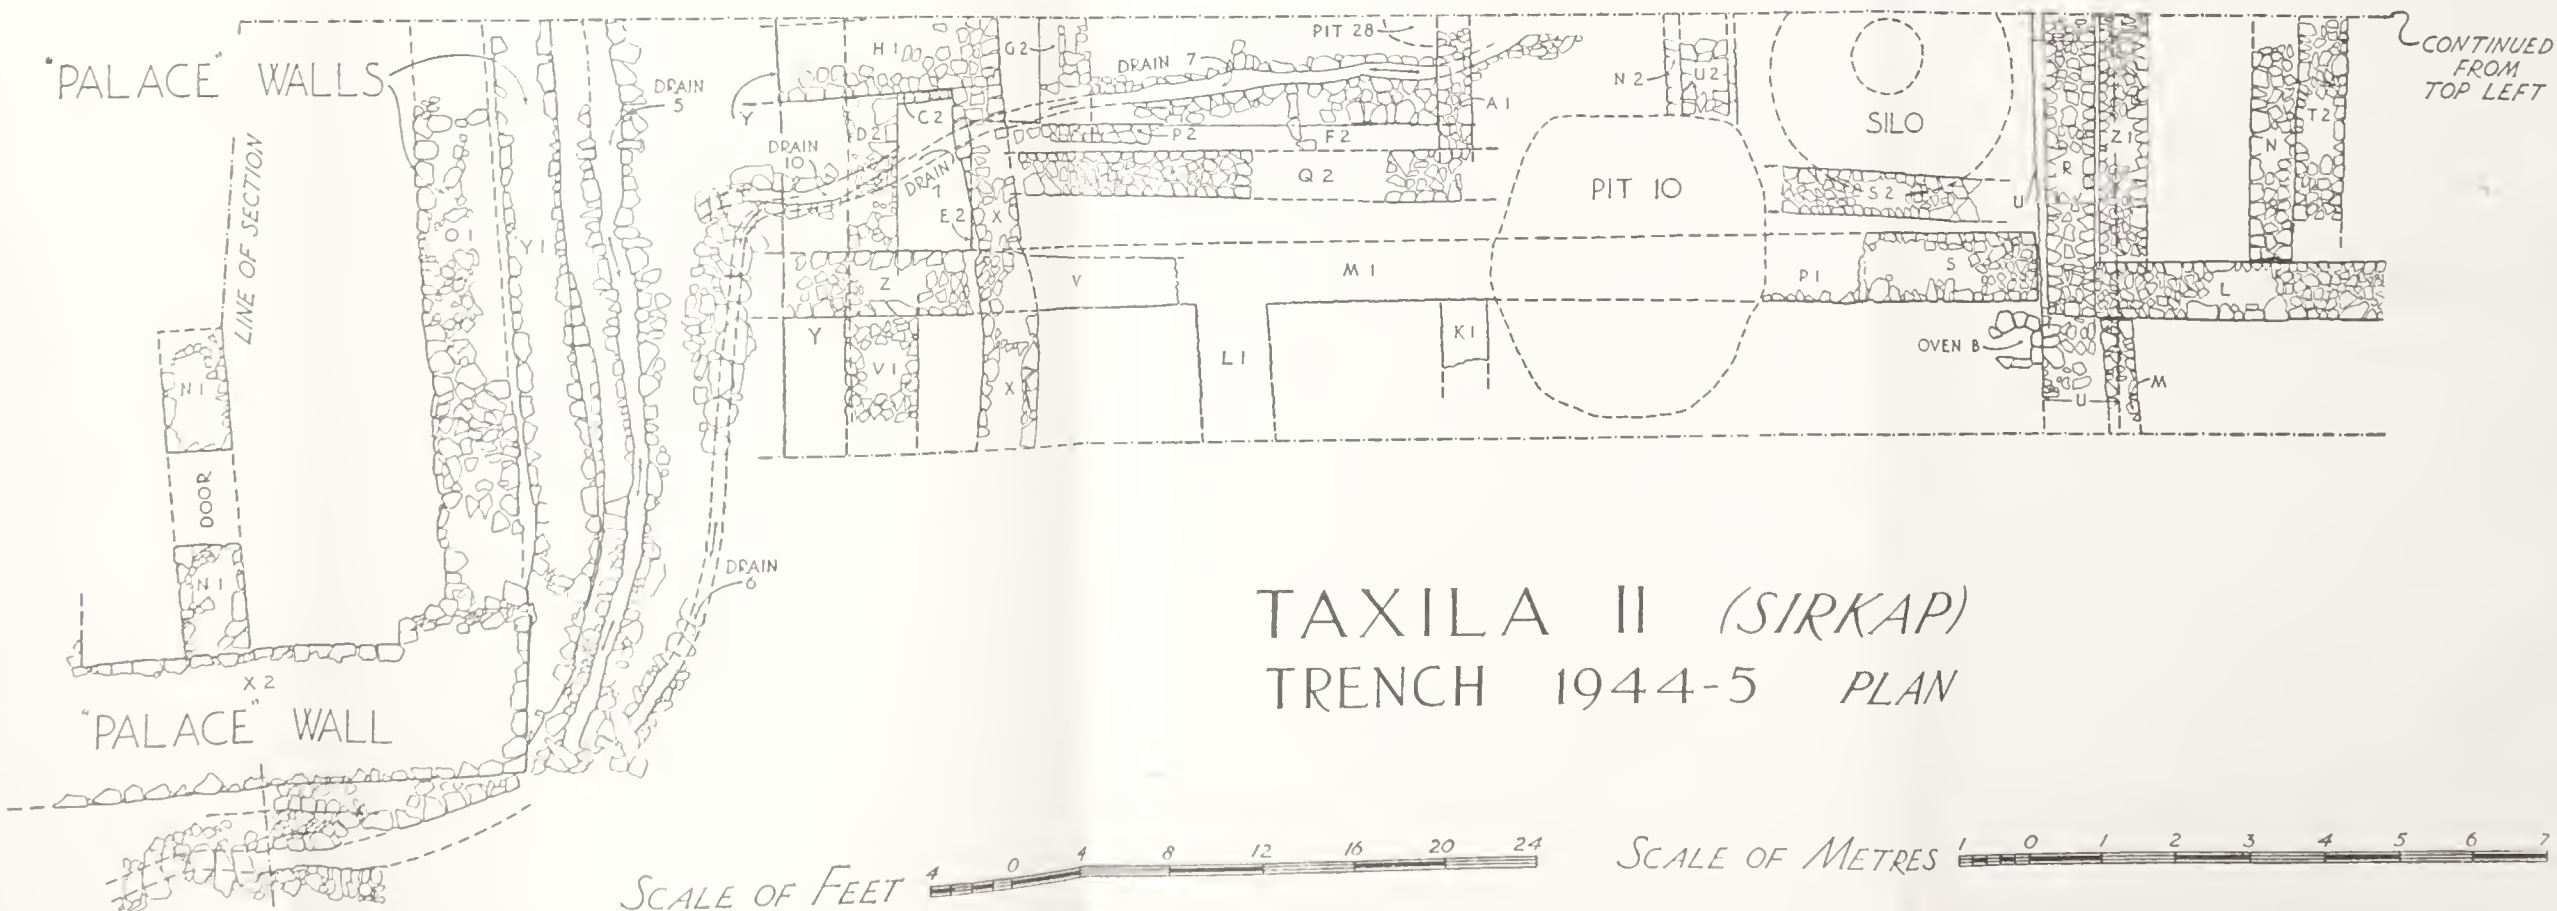 "PALACE" WALLS
LINE OF SECTION
DRAIN 5
O1
Y1
N1
DOOR
N1
X2
"PALACE" WALL
DRAIN 6
Y
H1
G2
C2
D2
DRAIN 10
DRAIN 7
E2
X
Z
Y
V1
X
V
DRAIN 7
PIT 28
A1
P2
F2
Q2
M1
L1
K1
N2
U2
PIT 10
SILO
S2
U
P1
S
R
Z1
OVEN B
U
M
L
N
T2
CONTINUED
FROM
TOP LEFT
TAXILA II (SIRKAP)
TRENCH 1944-5 PLAN
SCALE OF FEET
4 0 4 8 12 16 20 24
SCALE OF METRES
1 0 1 2 3 4 5 6 7